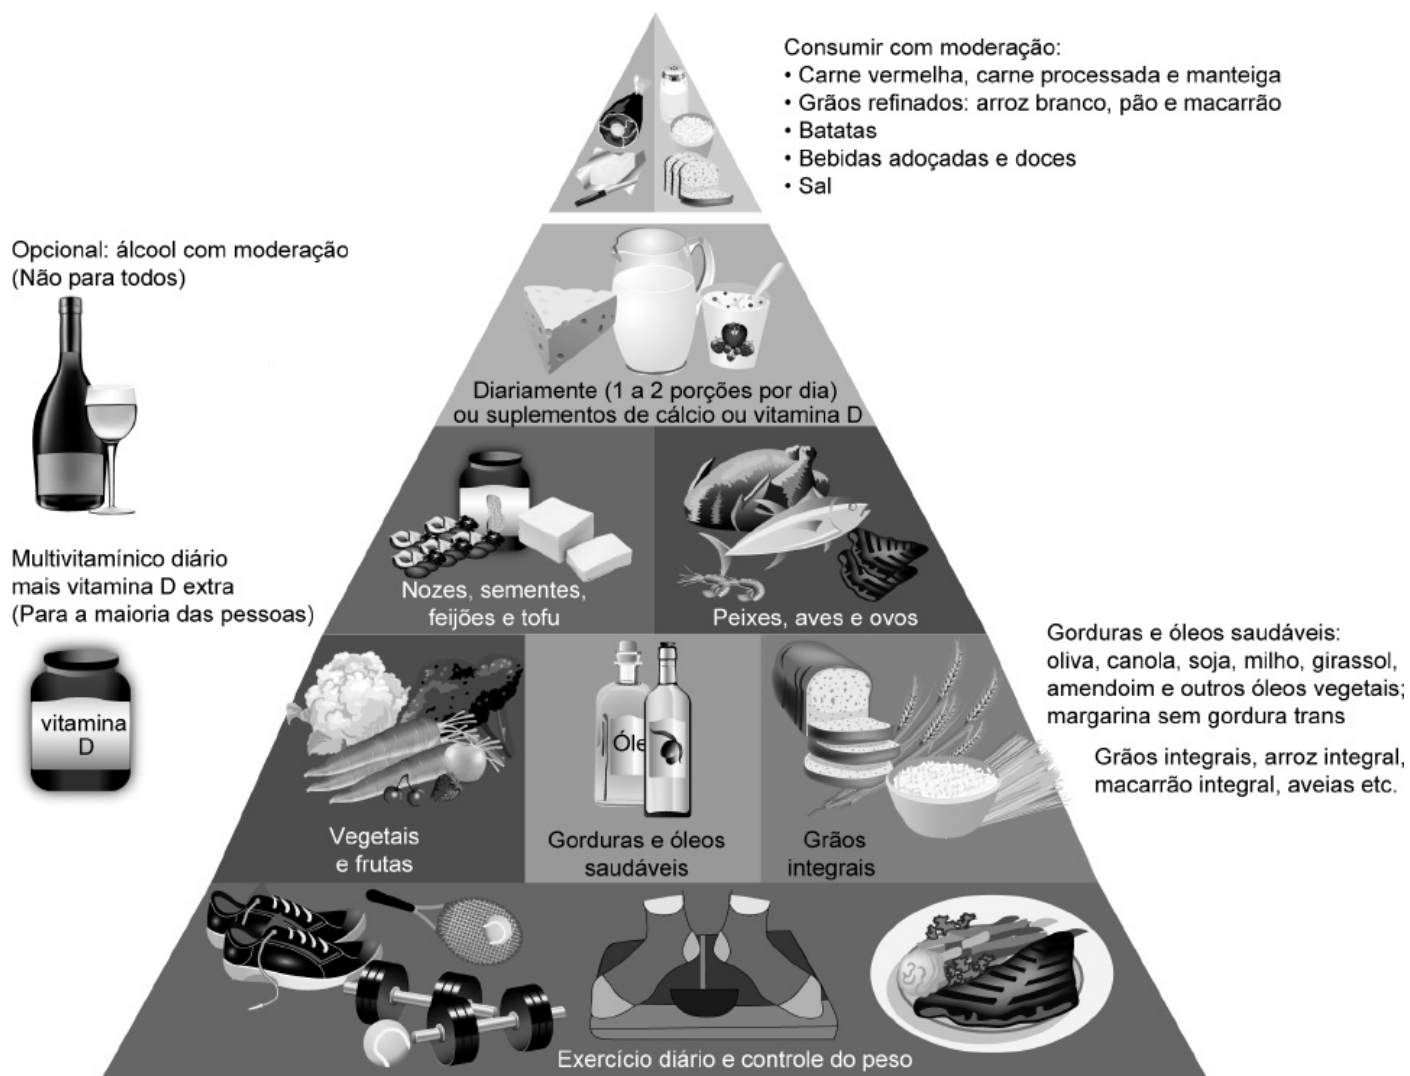 Consumir com moderação:
• Carne vermelha, carne processada e manteiga
• Grãos refinados: arroz branco, pão e macarrão
• Batatas
• Bebidas adoçadas e doces
• Sal
Opcional: álcool com moderação
(Não para todos)
Diariamente (1 a 2 porções por dia)
ou suplementos de cálcio ou vitamina D
Multivitamínico diário
mais vitamina D extra
(Para a maioria das pessoas)
vitamina
D
Nozes, sementes,
feijões e tofu
Peixes, aves e ovos
Gorduras e óleos saudáveis:
oliva, canola, soja, milho, girassol,
amendoim e outros óleos vegetais;
margarina sem gordura trans
Grãos integrais, arroz integral,
macarrão integral, aveias etc.
Óle
Vegetais
e frutas
Gorduras e óleos
saudáveis
Grãos
integrais
Exercício diário e controle do peso